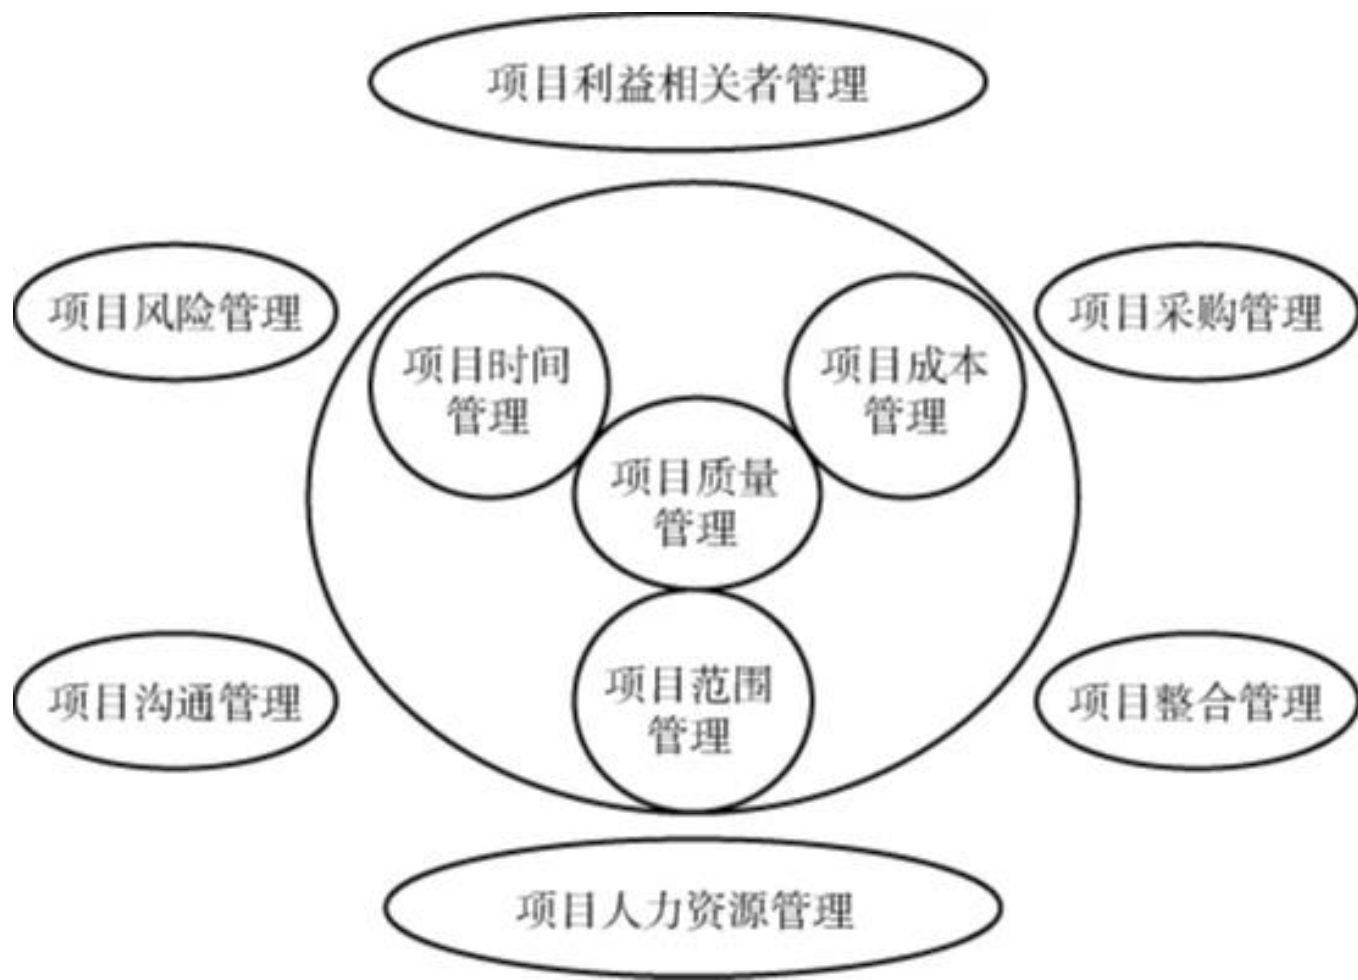 项目利益相关者管理
项目风险管理
项目采购管理
项目时间
管理
项目成本
管理
项目质量
管理
项目沟通管理
项目范围
管理
项目整合管理
项目人力资源管理